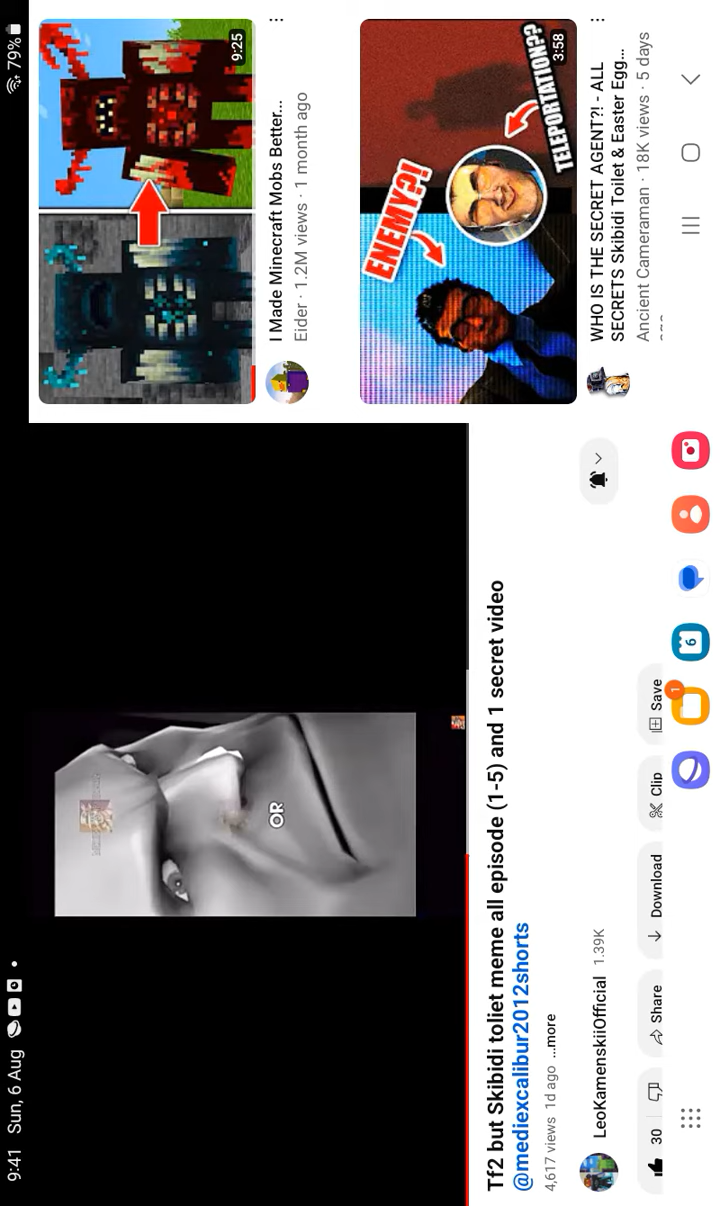 9:41 Sun, 6 Aug
79%
OR
Tf2 but Skibidi toliet meme all episode (1-5) and 1 secret video
@mediexcalibur2012shorts
4,617 views 1d ago ...more
LeoKamenskiiOfficial 1.39K
30
Share
Download
Clip
Save
9:25
I Made Minecraft Mobs Better...
Eider · 1.2M views · 1 month ago
ENEMY?!
TELEPORTATION??
3:58
WHO IS THE SECRET AGENT?! - ALL
SECRETS Skibidi Toilet & Easter Egg...
Ancient Cameraman · 18K views · 5 days
6
1